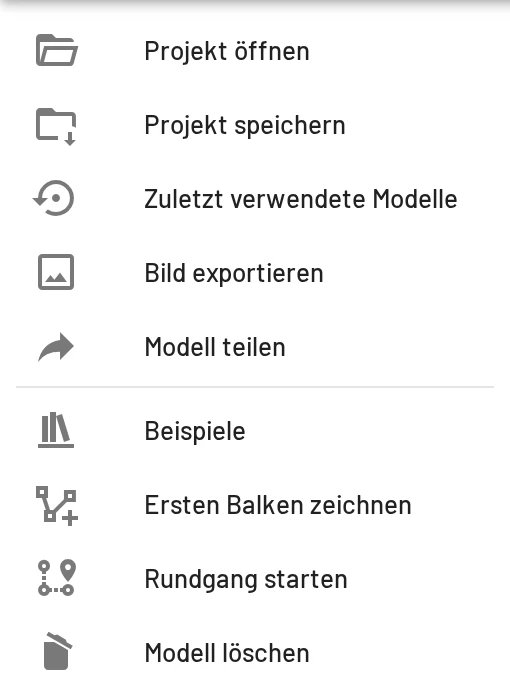 Projekt öffnen
Projekt speichern
Zuletzt verwendete Modelle
Bild exportieren
Modell teilen
Beispiele
Ersten Balken zeichnen
Rundgang starten
Modell löschen